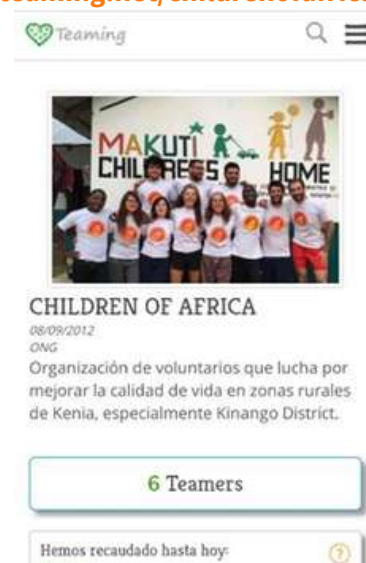 Teaming
MAKUTI
CHILDREN'S HOME
CHILDREN OF AFRICA
08/09/2012
ONG
Organización de voluntarios que lucha por
mejorar la calidad de vida en zonas rurales
de Kenia, especialmente Kinango District.
6 Teamers
Hemos recaudado hasta hoy:
?